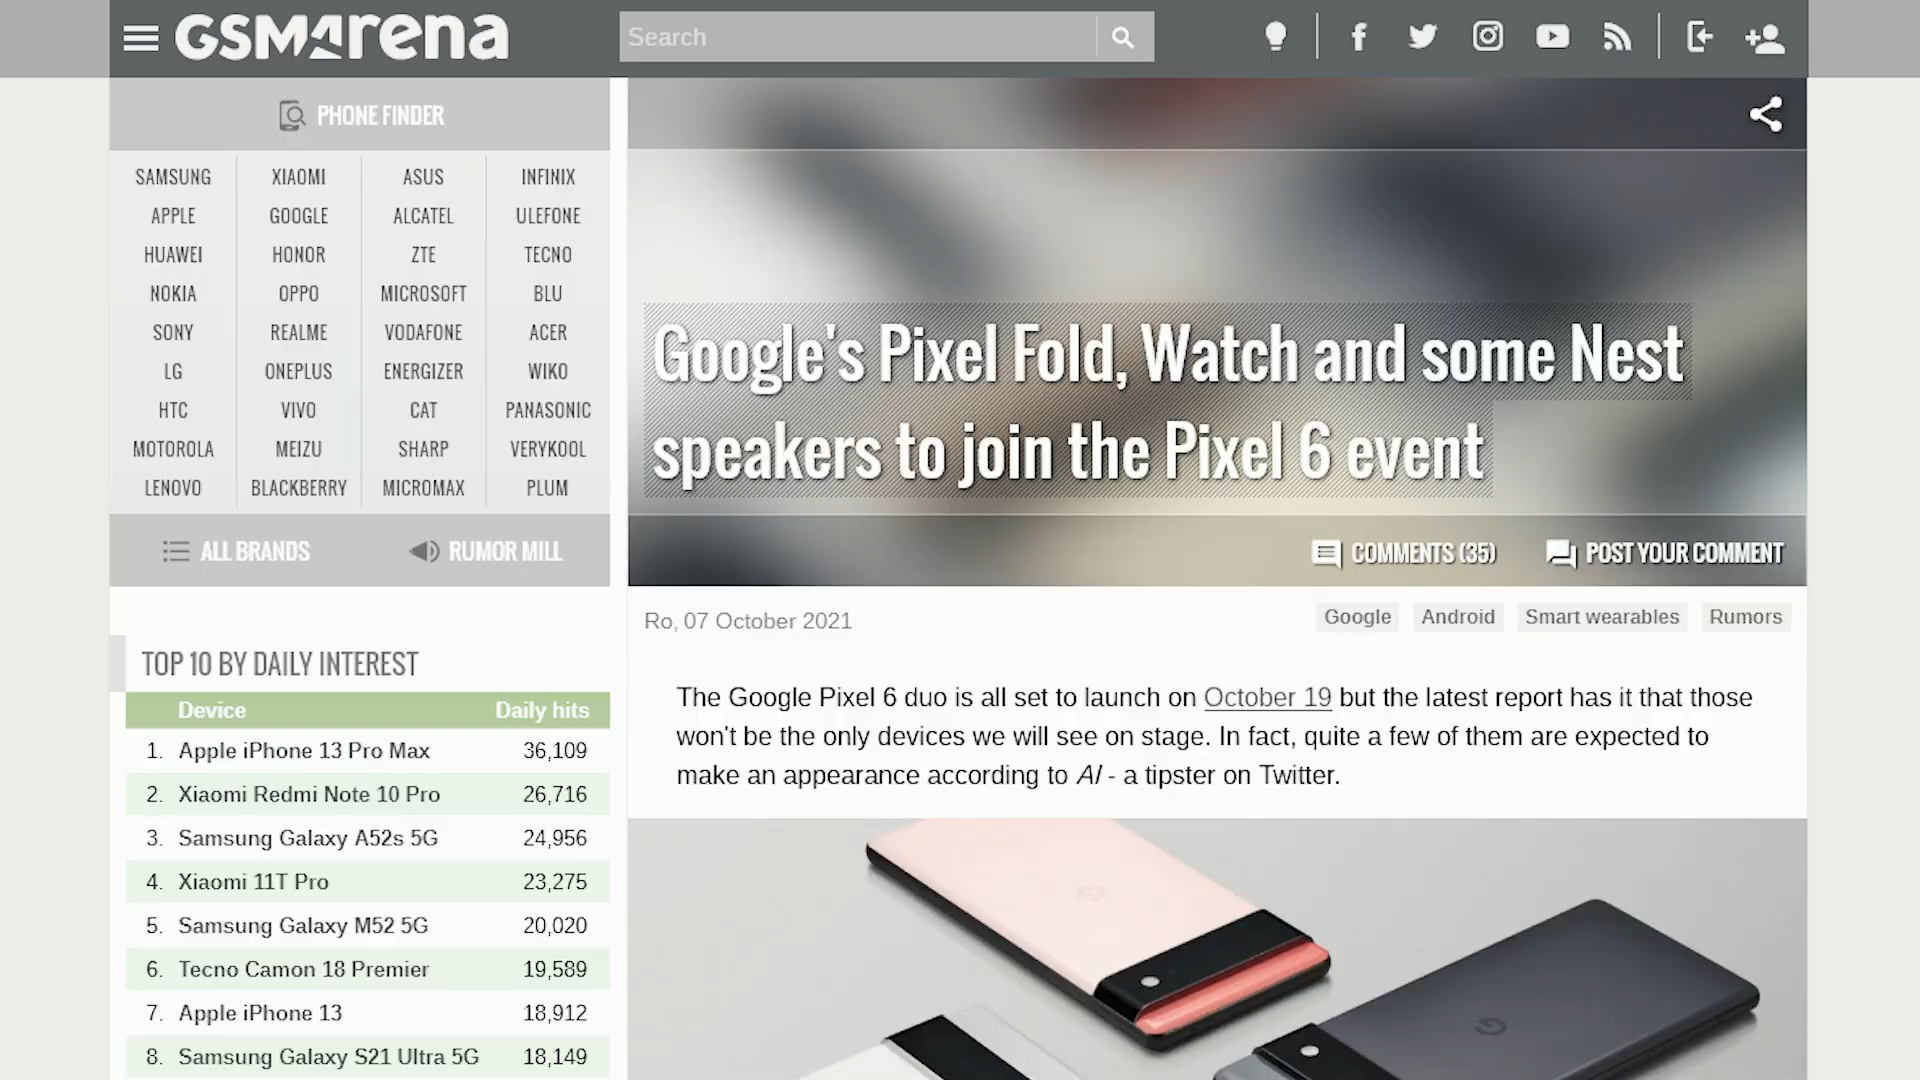 GSMArena
Search
PHONE FINDER
SAMSUNG XIAOMI ASUS INFINIX
APPLE GOOGLE ALCATEL ULEFONE
HUAWEI HONOR ZTE TECNO
NOKIA OPPO MICROSOFT BLU
SONY REALME VODAFONE ACER
LG ONEPLUS ENERGIZER WIKO
HTC VIVO CAT PANASONIC
MOTOROLA MEIZU SHARP VERYKOOL
LENOVO BLACKBERRY MICROMAX PLUM
ALL BRANDS RUMOR MILL
TOP 10 BY DAILY INTEREST
Device Daily hits
1. Apple iPhone 13 Pro Max 36,109
2. Xiaomi Redmi Note 10 Pro 26,716
3. Samsung Galaxy A52s 5G 24,956
4. Xiaomi 11T Pro 23,275
5. Samsung Galaxy M52 5G 20,020
6. Tecno Camon 18 Premier 19,589
7. Apple iPhone 13 18,912
8. Samsung Galaxy S21 Ultra 5G 18,149
Google's Pixel Fold, Watch and some Nest
speakers to join the Pixel 6 event
COMMENTS (35) POST YOUR COMMENT
Ro, 07 October 2021
Google Android Smart wearables Rumors
The Google Pixel 6 duo is all set to launch on October 19 but the latest report has it that those
won't be the only devices we will see on stage. In fact, quite a few of them are expected to
make an appearance according to Al - a tipster on Twitter.